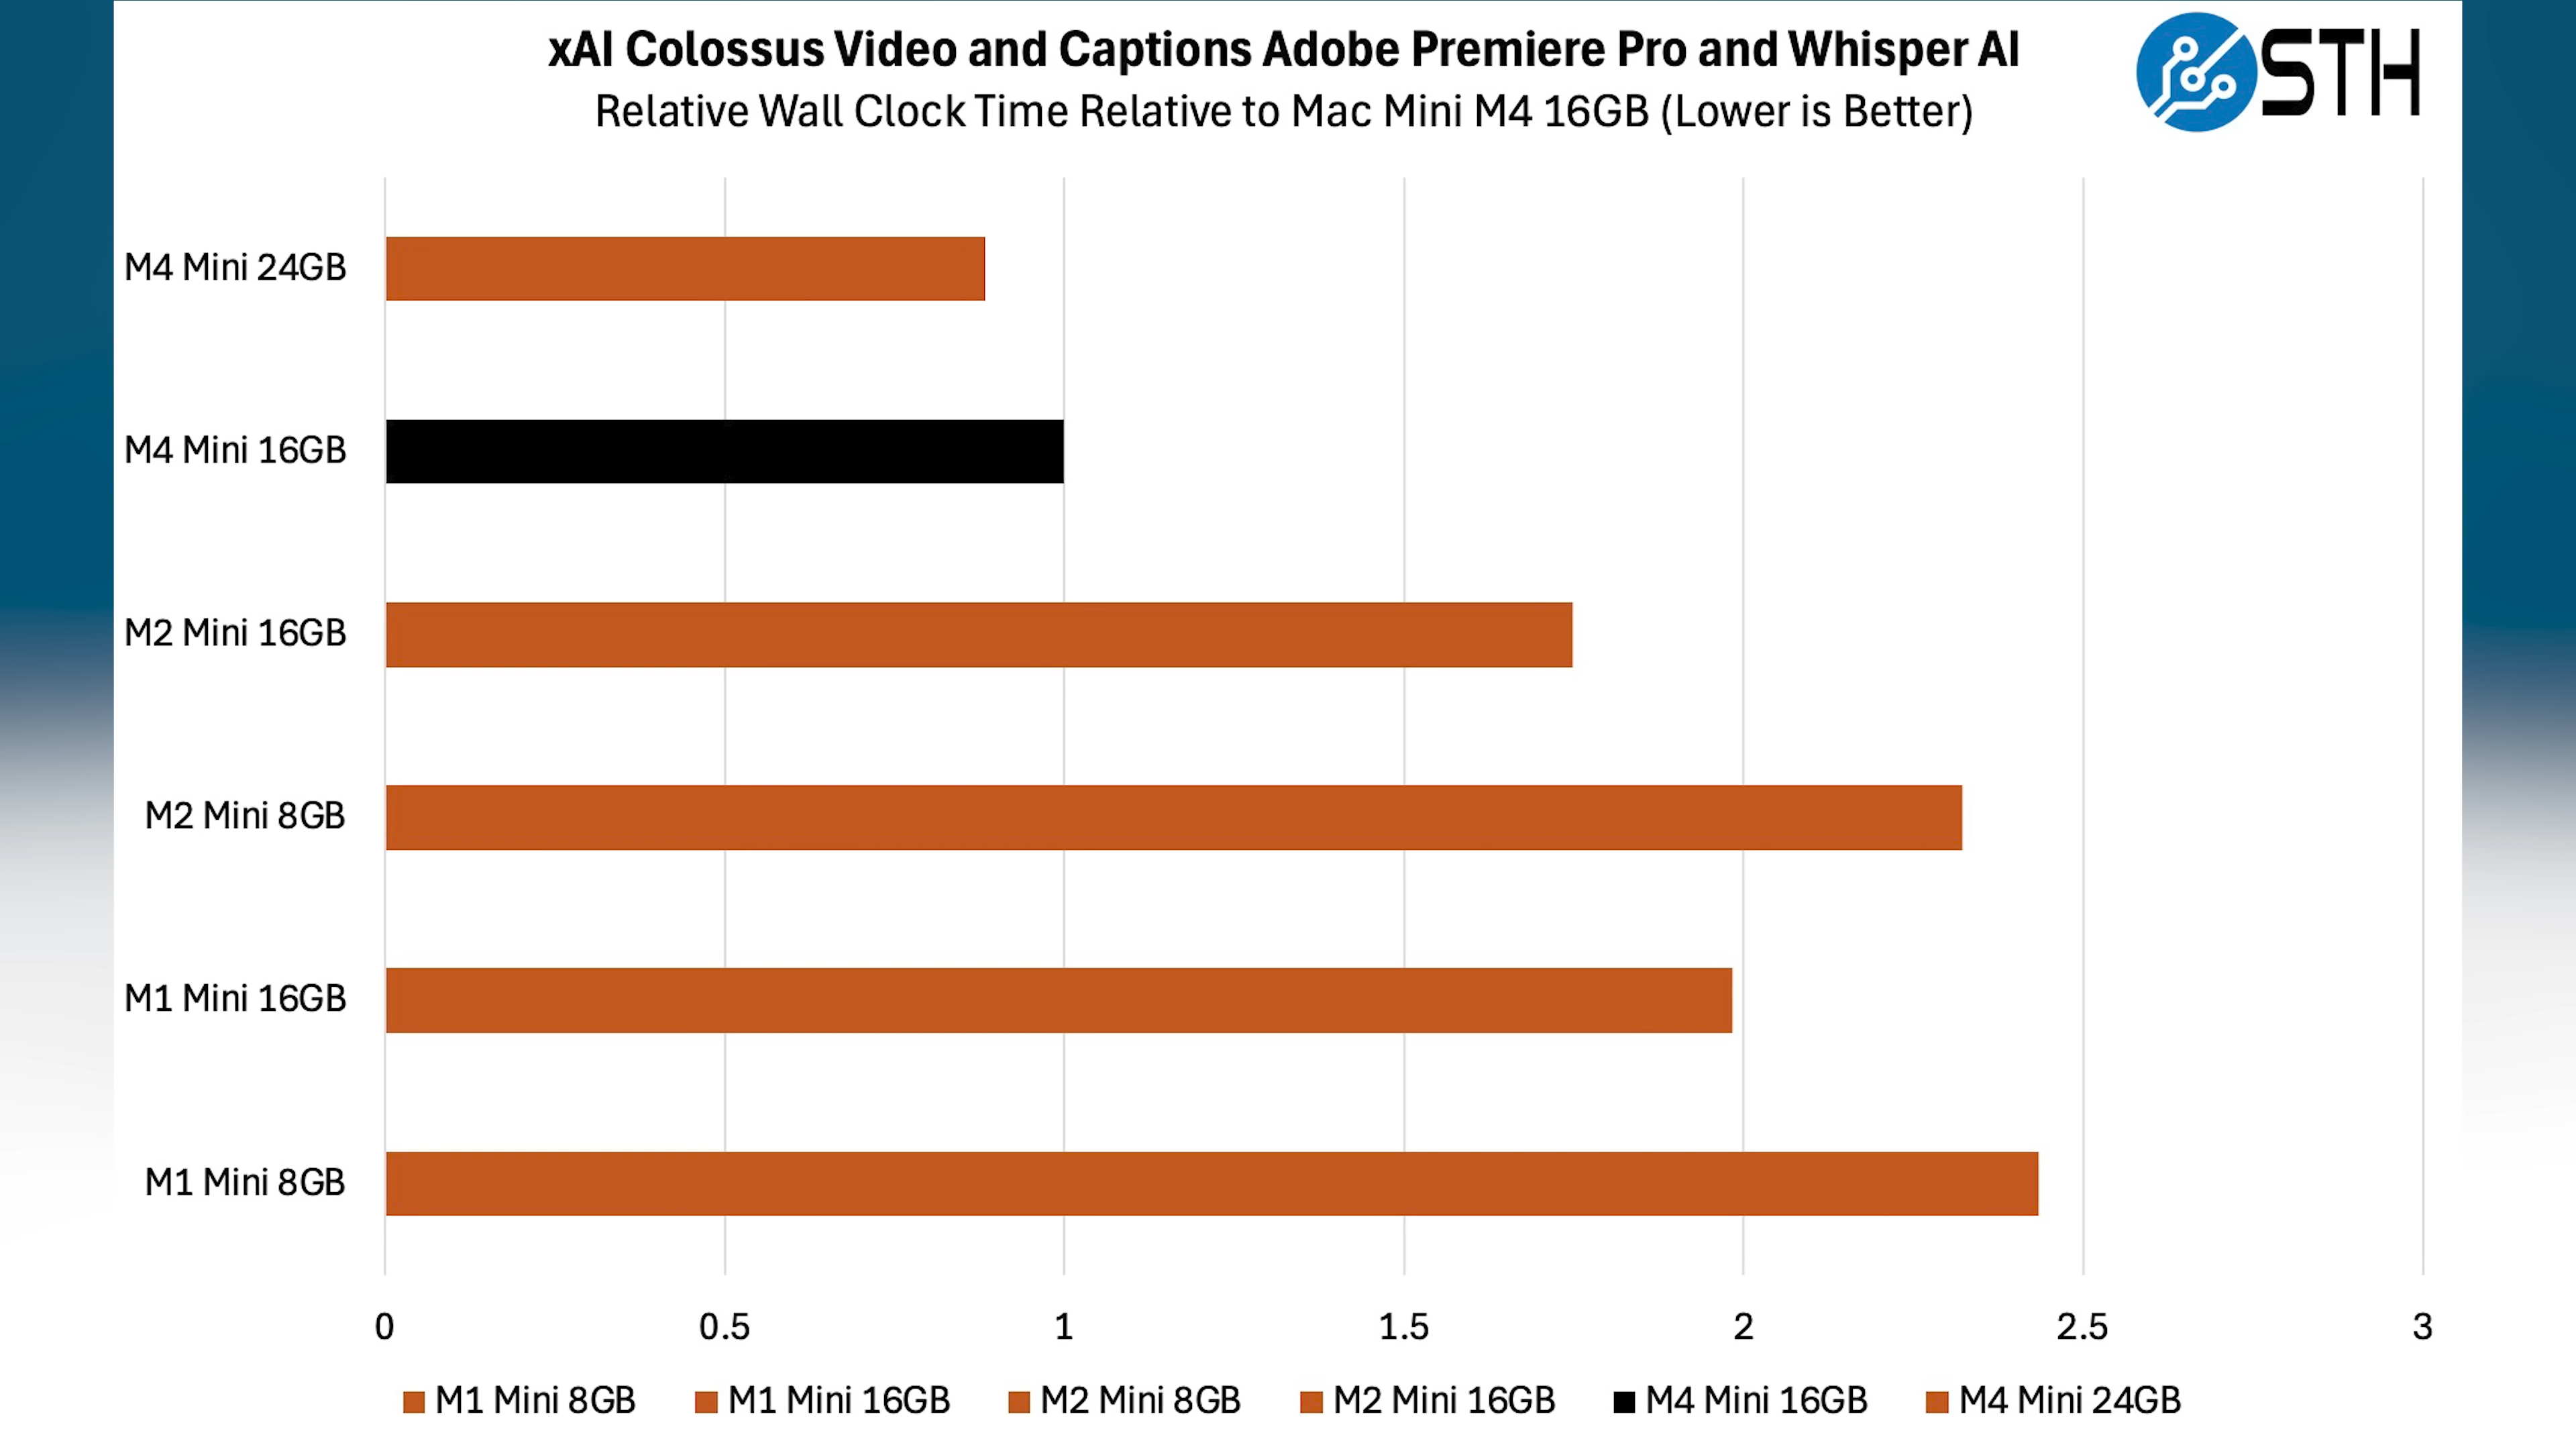 xAI Colossus Video and Captions Adobe Premiere Pro and Whisper AI
Relative Wall Clock Time Relative to Mac Mini M4 16GB (Lower is Better)
STH
M4 Mini 24GB
M4 Mini 16GB
M2 Mini 16GB
M2 Mini 8GB
M1 Mini 16GB
M1 Mini 8GB
0 0.5 1 1.5 2 2.5 3
M1 Mini 8GB M1 Mini 16GB M2 Mini 8GB M2 Mini 16GB M4 Mini 16GB M4 Mini 24GB